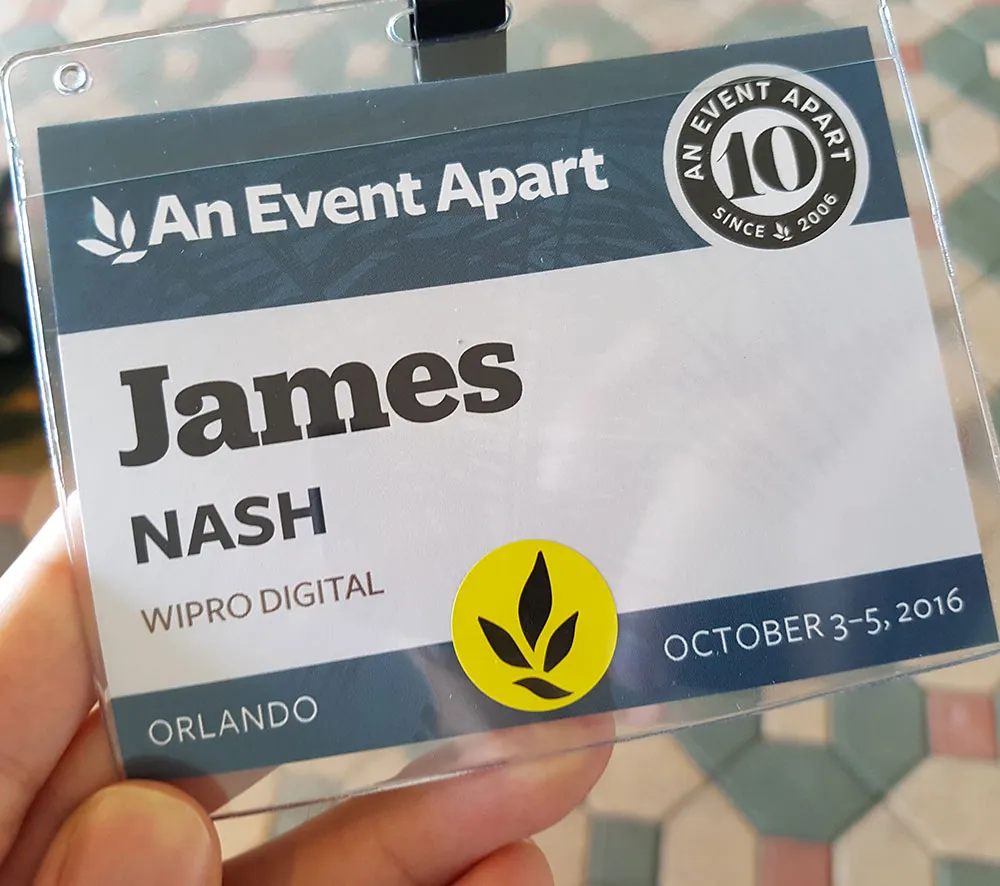 An Event Apart
AN EVENT APART
10
SINCE 2006
James
NASH
WIPRO DIGITAL
ORLANDO
OCTOBER 3–5, 2016